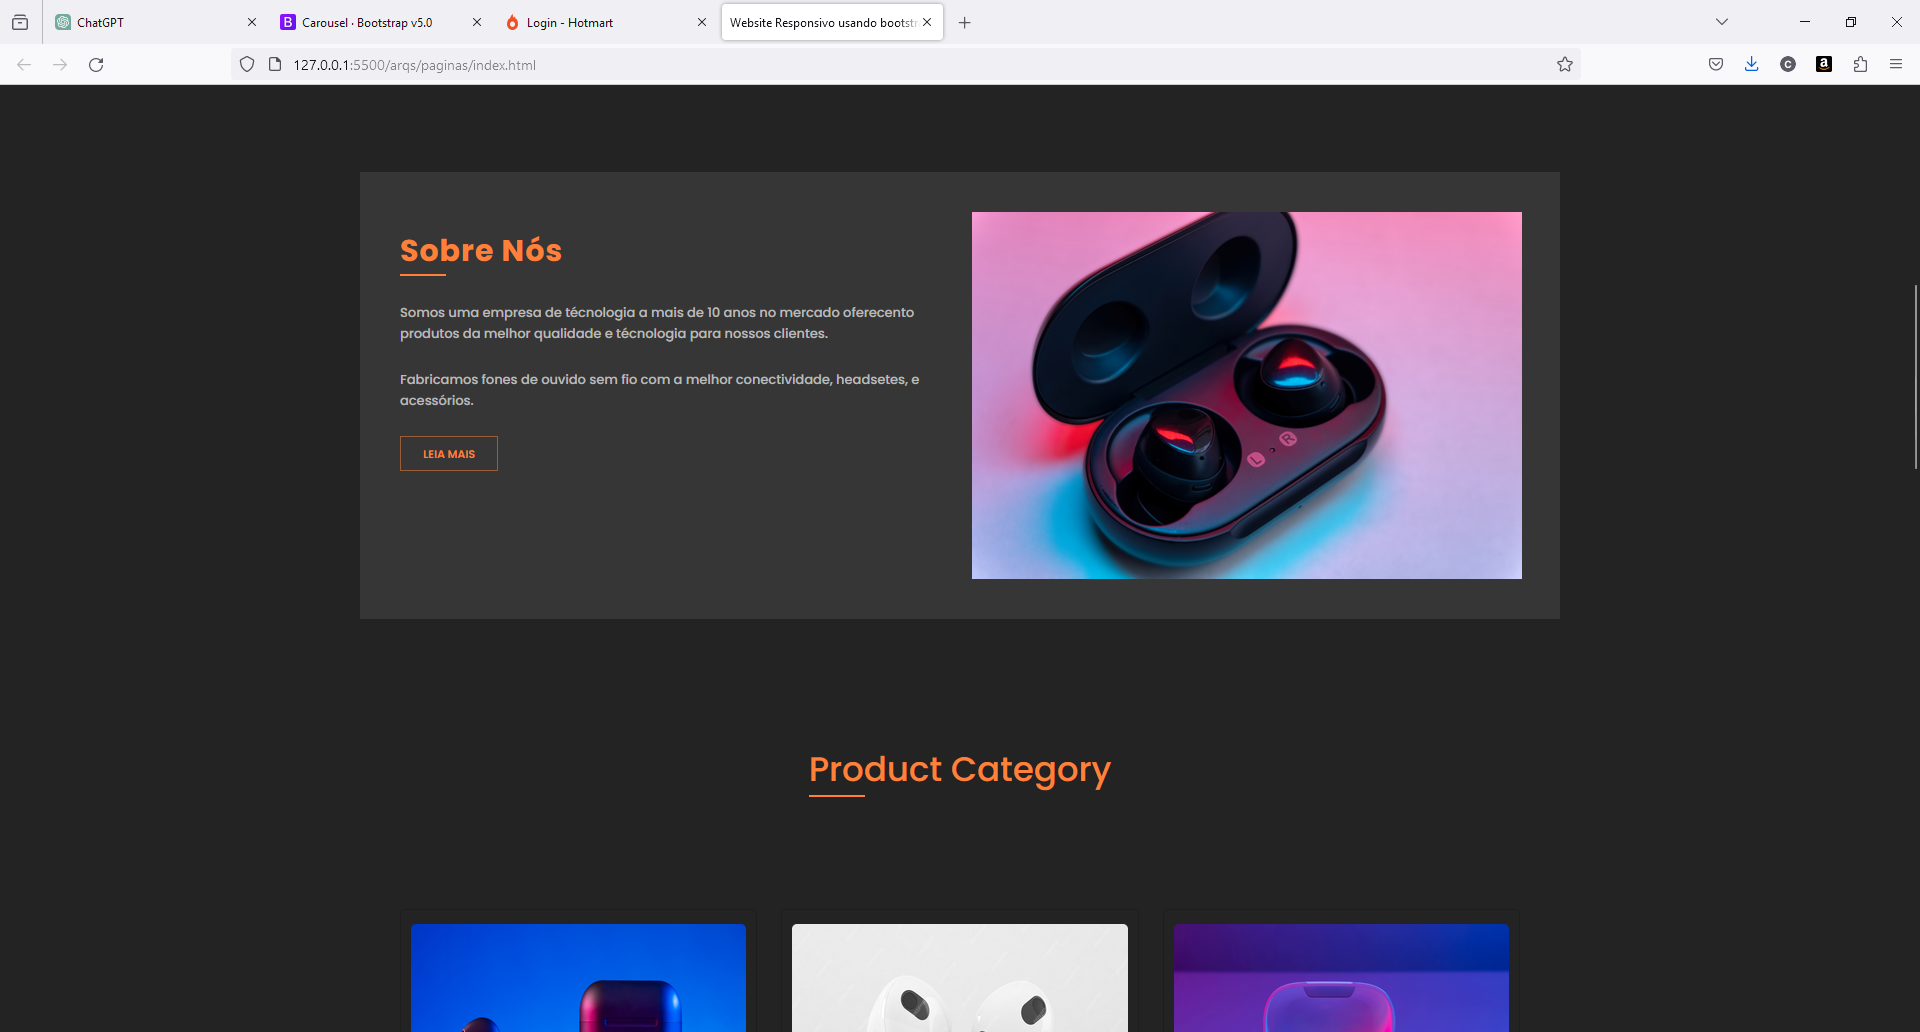 ChatGPT
Carousel · Bootstrap v5.0
Login - Hotmart
Website Responsivo usando bootstr
127.0.0.1:5500/arqs/paginas/index.html
Sobre Nós
Somos uma empresa de técnologia a mais de 10 anos no mercado oferecento
produtos da melhor qualidade e técnologia para nossos clientes.
Fabricamos fones de ouvido sem fio com a melhor conectividade, headsetes, e
acessórios.
LEIA MAIS
L
R
Product Category